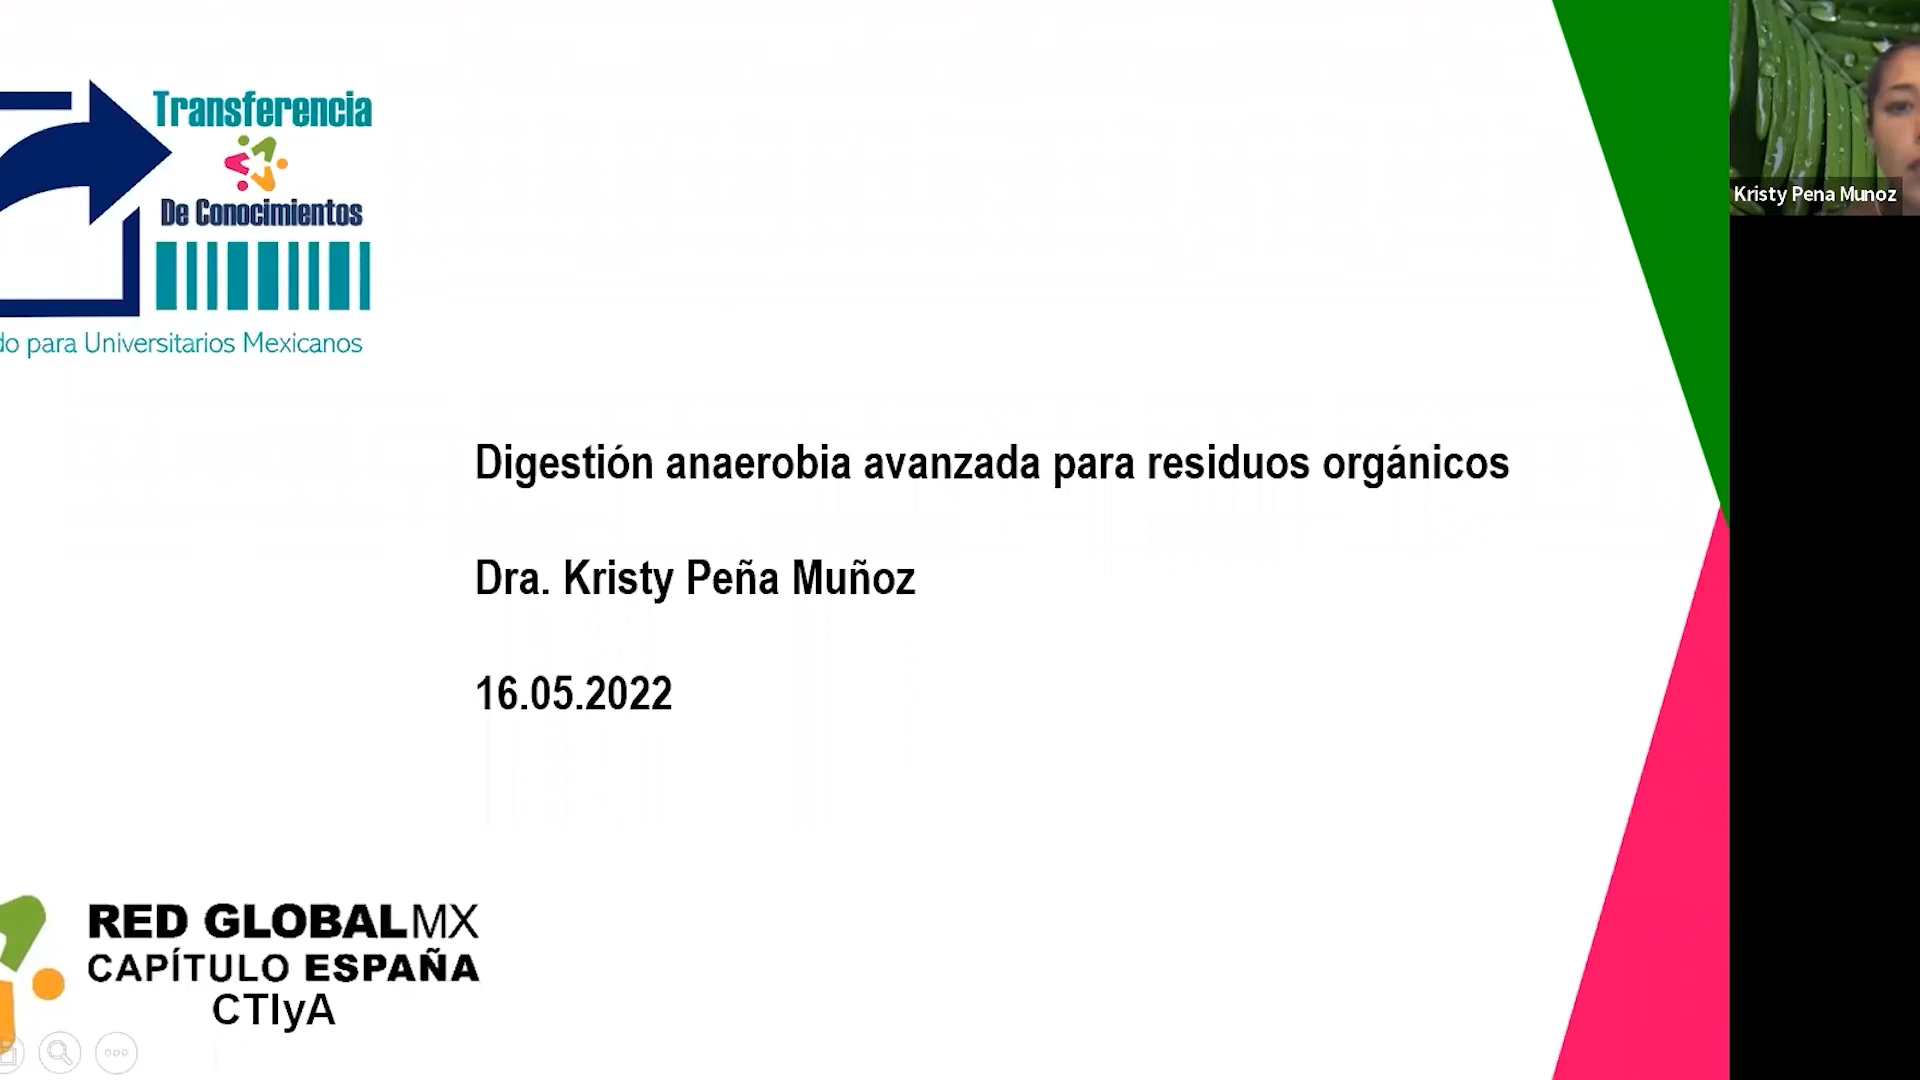 Transferencia
De Conocimientos
do para Universitarios Mexicanos
Kristy Pena Munoz
Digestión anaerobia avanzada para residuos orgánicos
Dra. Kristy Peña Muñoz
16.05.2022
RED GLOBALMX
CAPÍTULO ESPAÑA
CTIyA